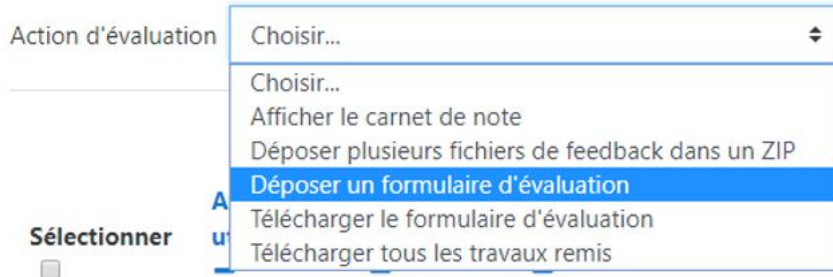 Action d'évaluation Choisir...
Choisir...
Afficher le carnet de note
Déposer plusieurs fichiers de feedback dans un ZIP
Déposer un formulaire d'évaluation
Télécharger le formulaire d'évaluation
Sélectionner
Télécharger tous les travaux remis